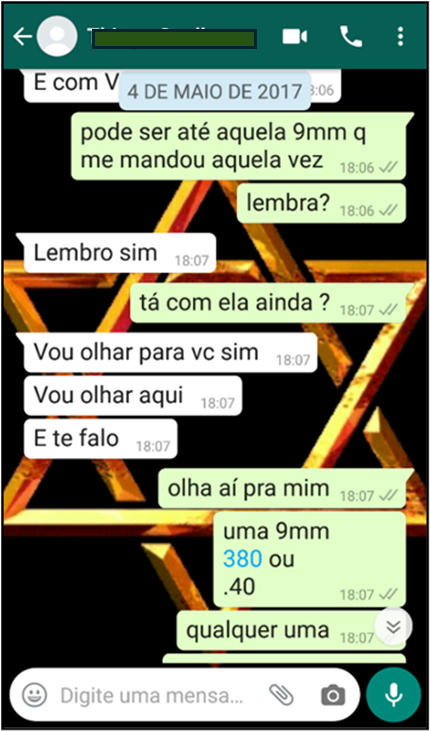 E com V
4 DE MAIO DE 2017
:06
pode ser até aquela 9mm q
me mandou aquela vez
18:06
lembra?
18:06
Lembro sim
18:07
tá com ela ainda ?
18:07
Vou olhar para vc sim
18:07
Vou olhar aqui
18:07
E te falo
18:07
olha aí pra mim
18:07
uma 9mm
380 ou
.40
18:07
qualquer uma
18:07
Digite uma mensa...